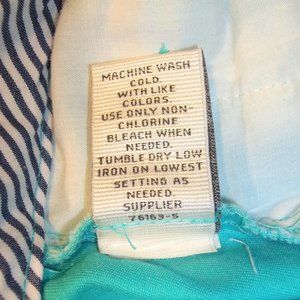 MACHINE WASH
COLD.
WITH LIKE
COLORS.
USE ONLY NON-
CHLORINE
BLEACH WHEN
NEEDED.
TUMBLE DRY LOW
IRON ON LOWEST
SETTING AS
NEEDED.
SUPPLIER
76163-5